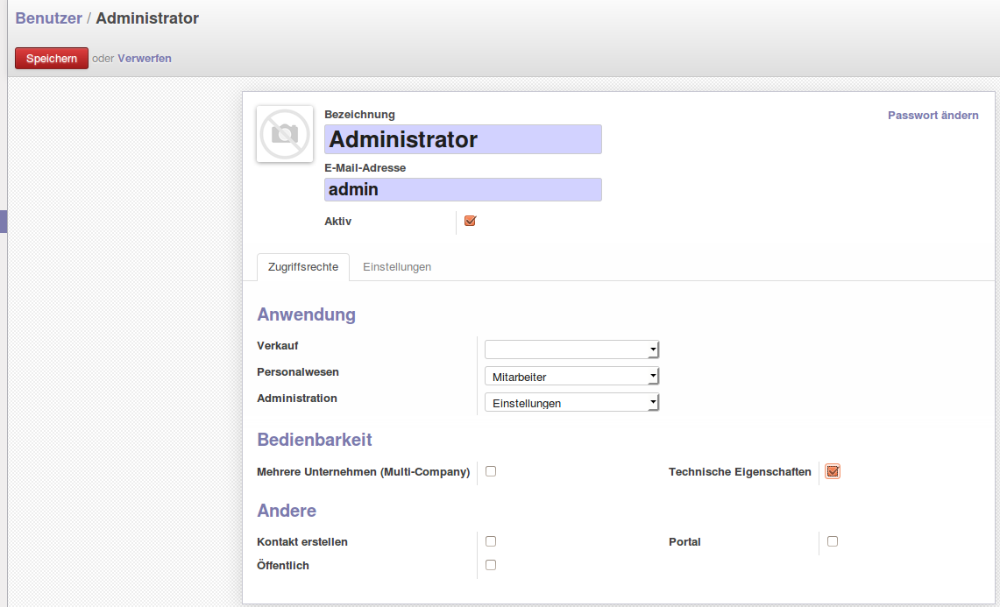 Benutzer / Administrator
Speichern oder Verwerfen
Bezeichnung
Passwort ändern
Administrator
E-Mail-Adresse
admin
Aktiv
Zugriffsrechte Einstellungen
Anwendung
Verkauf
Personalwesen Mitarbeiter
Administration Einstellungen
Bedienbarkeit
Mehrere Unternehmen (Multi-Company) Technische Eigenschaften
Andere
Kontakt erstellen Portal
Öffentlich